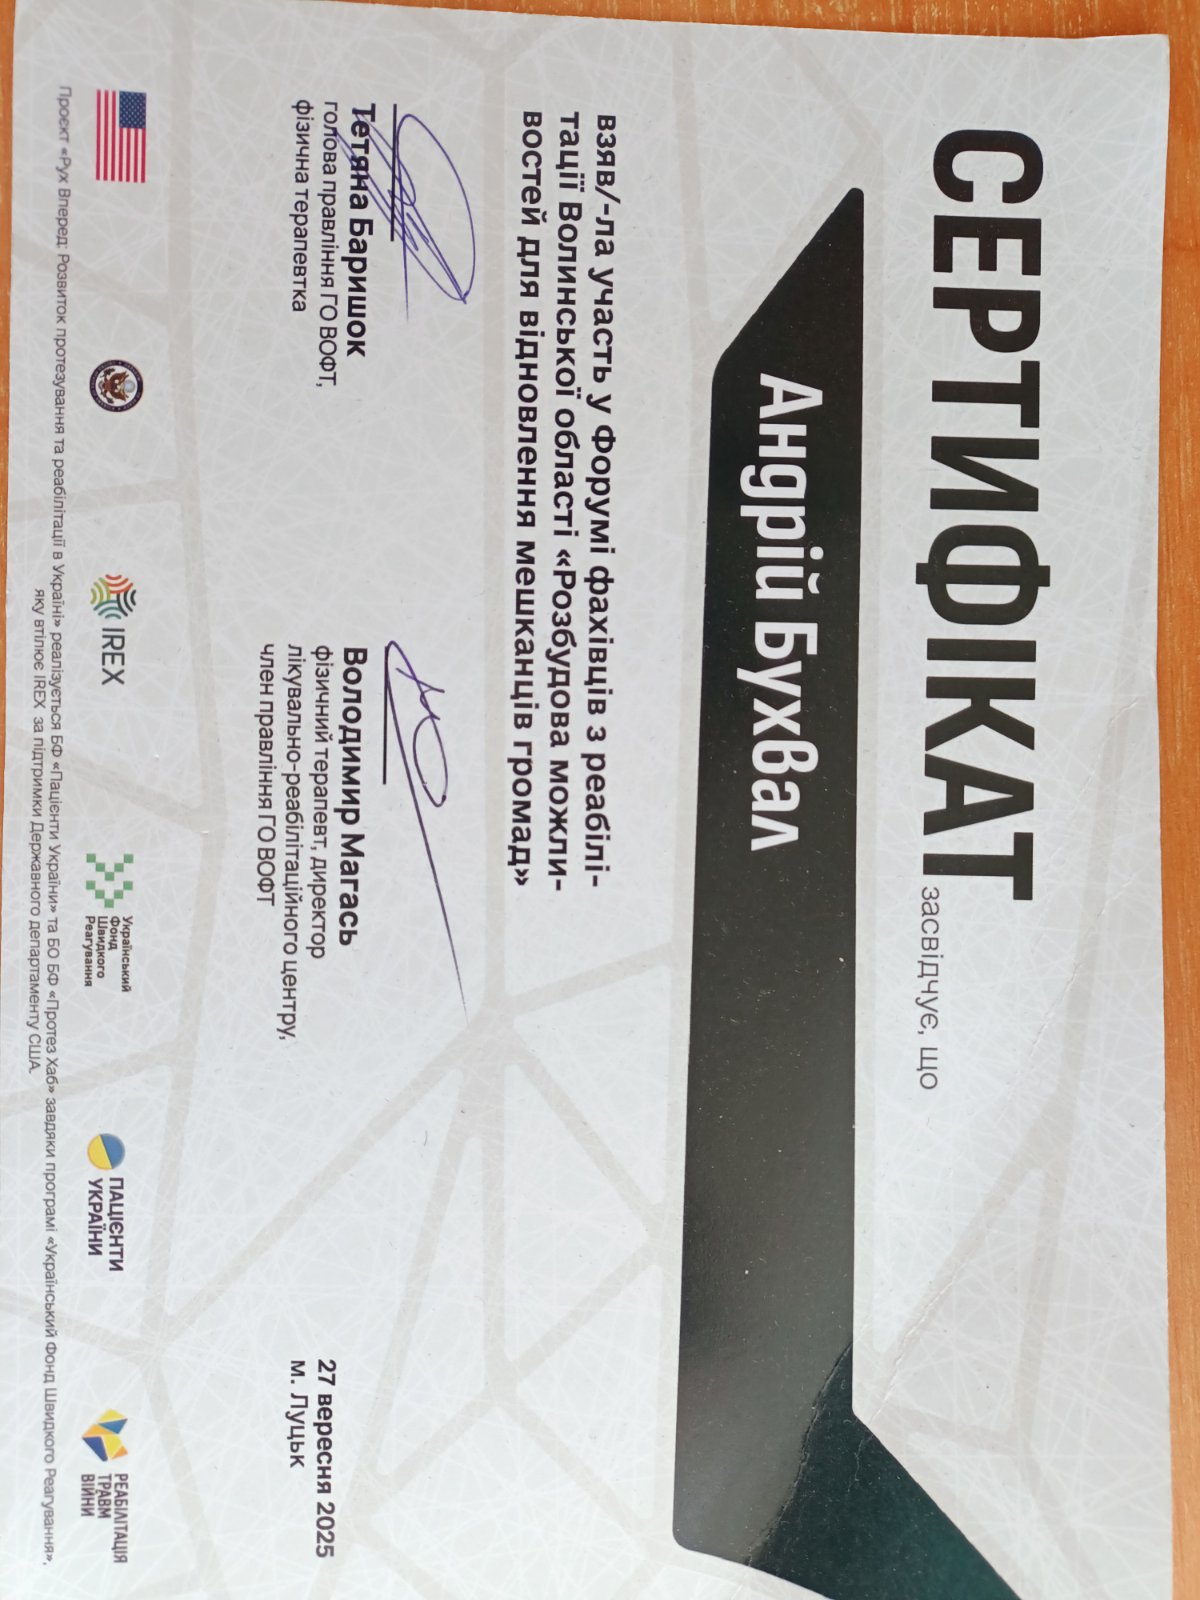 СЕРТИФІКАТ засвідчує, що
Андрій Бухвал
взяв/-ла участь у Форумі фахівців з реабілі-
тації Волинської області «Розбудова можли-
востей для відновлення мешканців громад»
Тетяна Баришок
голова правління ГО ВОФТ,
фізична терапевтка
Володимир Магась
фізичний терапевт, директор
лікувально-реабілітаційного центру,
член правління ГО ВОФТ
27 вересня 2025
м. Луцьк
IREX
Український
Фонд
Швидкого
Реагування
ПАЦІЄНТИ
УКРАЇНИ
РЕАБІЛІТАЦІЯ
ТРАВМ
ВІЙНИ
Проєкт «Рух Вперед: Розвиток протезування та реабілітації в Україні» реалізується БФ «Пацієнти України» та БО БФ «Протез Хаб» завдяки програмі «Український Фонд Швидкого Реагування»,
яку втілює IREX за підтримки Державного департаменту США.